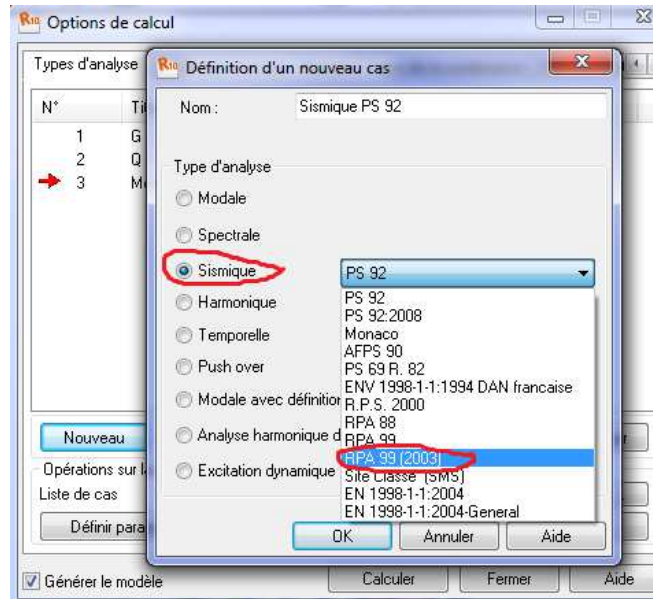 Options de calcul
Types d'analyse
Définition d'un nouveau cas
N°
1 G
2 Q
3
Nom :
Sismique PS 92
Type d'analyse
Modale
Spectrale
Sismique
PS 92
Harmonique
Temporelle
Push over
Modale avec
Analyse harmonique
Excitation dynamique
PS 92
PS 92:2008
Monaco
AFPS 90
PS 69 R. 82
ENV 1998-1-1:1994 DAN francaise
R.P.S. 2000
RPA 88
RPA 99
RPA 99 (2003)
Site Classé (SMS)
EN 1998-1-1:2004
EN 1998-1-1:2004-General
OK
Annuler
Aide
Nouveau
Opérations sur
Liste de cas
Définir
Générer le modèle
Calculer
Fermer
Aide